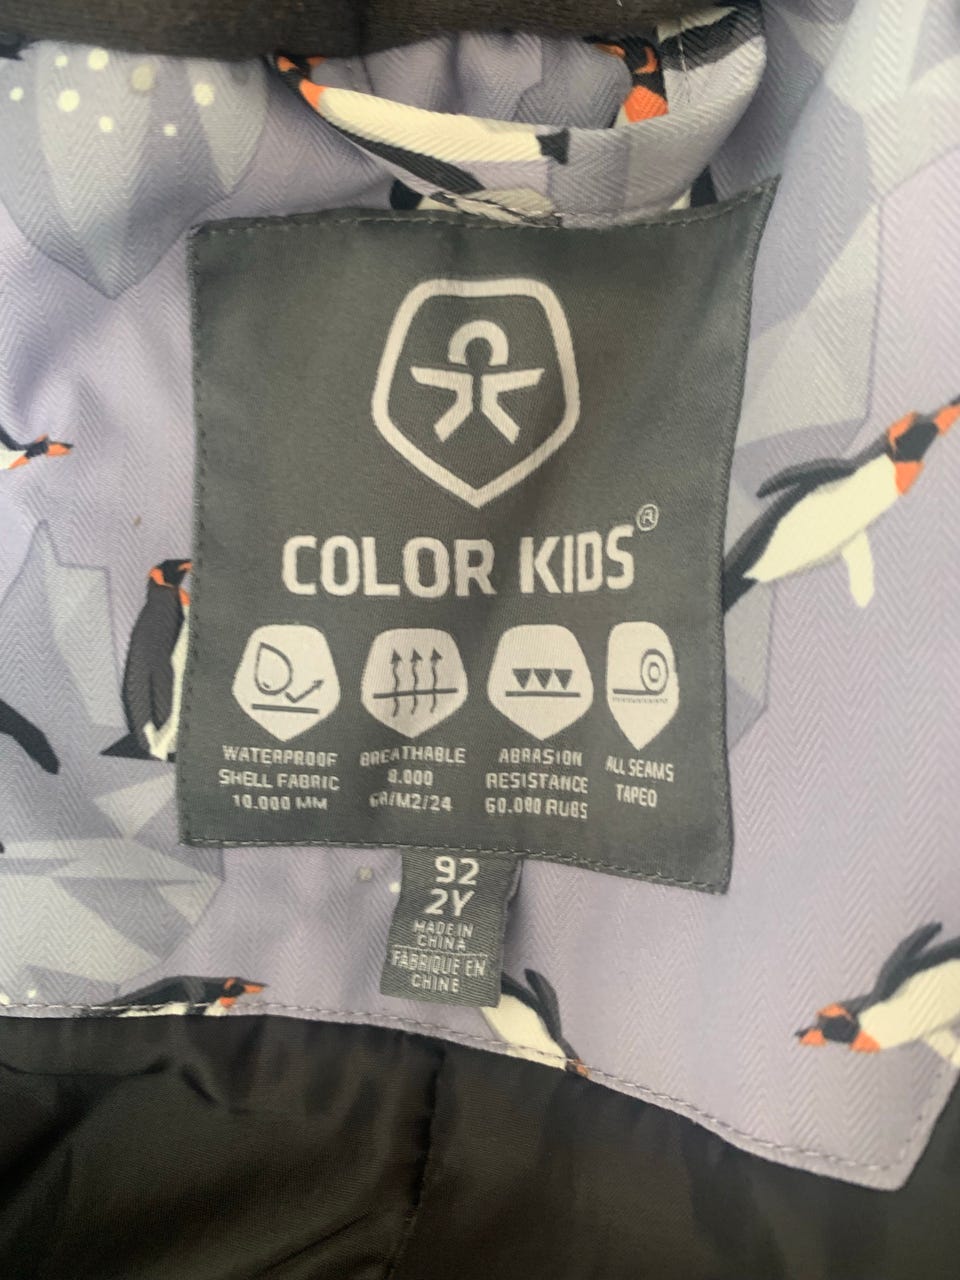 COLOR KIDS®
WATERPROOF
SHELL FABRIC
10.000 MM
BREATHABLE
8.000
GR/M2/24
ABRASION
RESISTANCE
60.000 RUBS
ALL SEAMS
TAPED
92
2Y
MADE IN
CHINA
FABRIQUE EN
CHINE